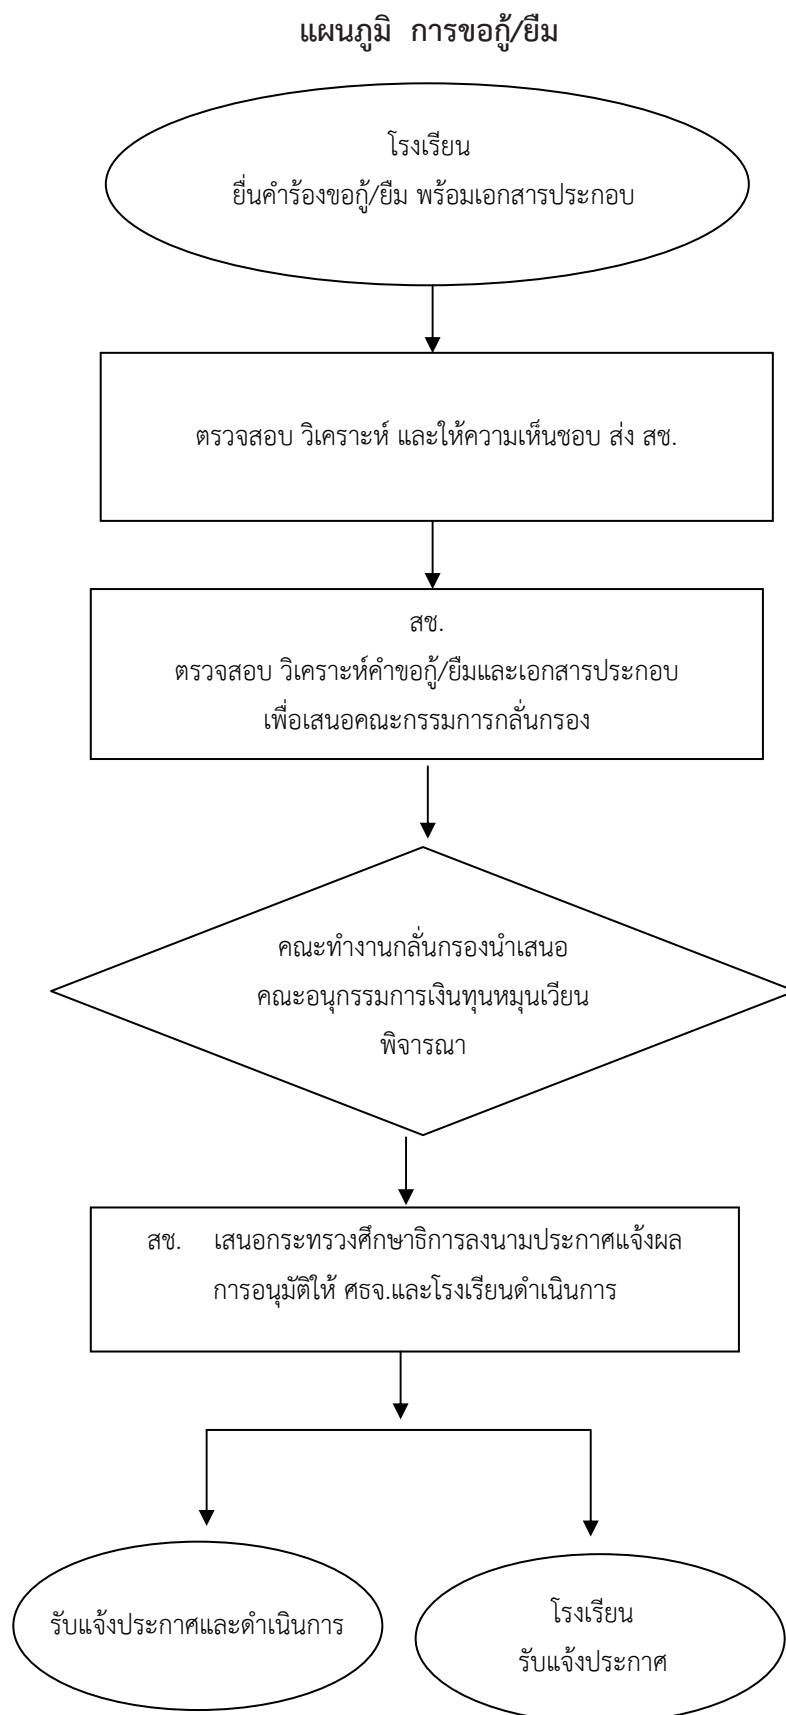 แผนภูมิ การขอกู้/ยืม
โรงเรียน
ยื่นคำร้องขอกู้/ยืม พร้อมเอกสารประกอบ
ตรวจสอบ วิเคราะห์ และให้ความเห็นชอบ ส่ง สช.
สช.
ตรวจสอบ วิเคราะห์คำขอกู้/ยืมและเอกสารประกอบ
เพื่อเสนอคณะกรรมการกลั่นกรอง
คณะทำงานกลั่นกรองนำเสนอ
คณะอนุกรรมการเงินทุนหมุนเวียน
พิจารณา
สช. เสนอกระทรวงศึกษาธิการลงนามประกาศแจ้งผล
การอนุมัติให้ ศธจ.และโรงเรียนดำเนินการ
รับแจ้งประกาศและดำเนินการ
โรงเรียน
รับแจ้งประกาศ